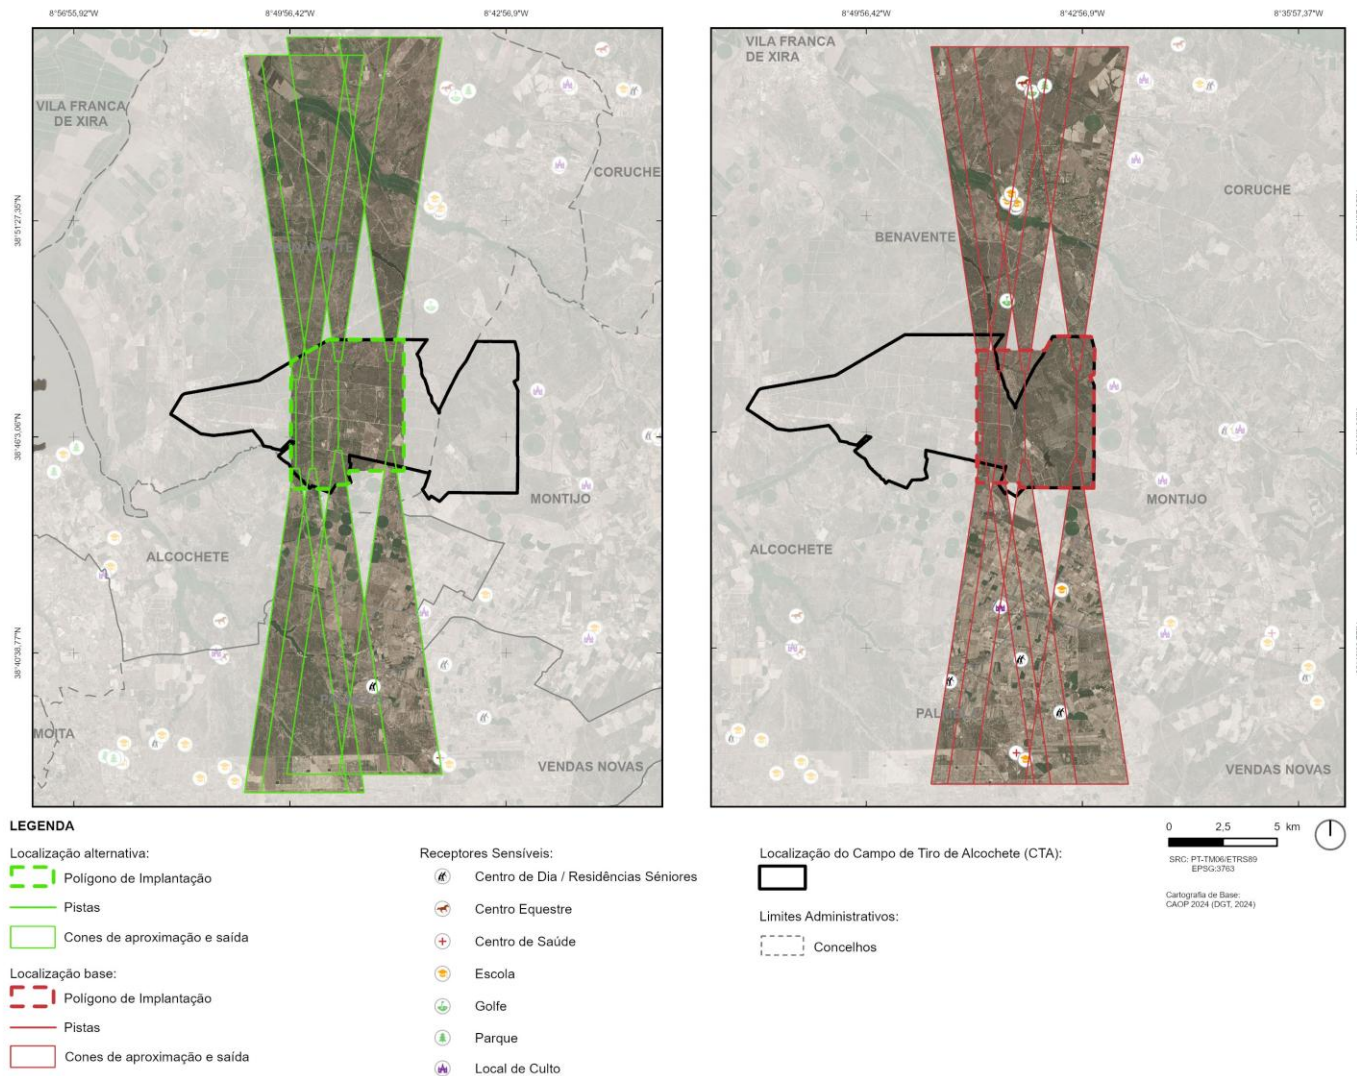 8°56'55,92"W
8°49'56,42"W
8°42'56,9"W
8°49'56,42"W
8°42'56,9"W
8°35'57,37"W
38°51'27,35"N
38°46'3,06"N
38°40'38,77"N
VILA FRANCA
DE XIRA
CORUCHE
MONTIJO
ALCOCHETE
MOITA
VENDAS NOVAS
VILA FRANCA
DE XIRA
CORUCHE
BENAVENTE
MONTIJO
ALCOCHETE
VENDAS NOVAS
LEGENDA
Localização alternativa:
Polígono de Implantação
Pistas
Cones de aproximação e saída
Localização base:
Polígono de Implantação
Pistas
Cones de aproximação e saída
Receptores Sensíveis:
Centro de Dia / Residências Séniores
Centro Equestre
Centro de Saúde
Escola
Golfe
Parque
Local de Culto
Localização do Campo de Tiro de Alcochete (CTA):
Limites Administrativos:
Concelhos
0 2,5 5 km
SRC: PT-TM06/ETRS89
EPSG:3763
Cartografia de Base:
CAOP 2024 (DGT, 2024)